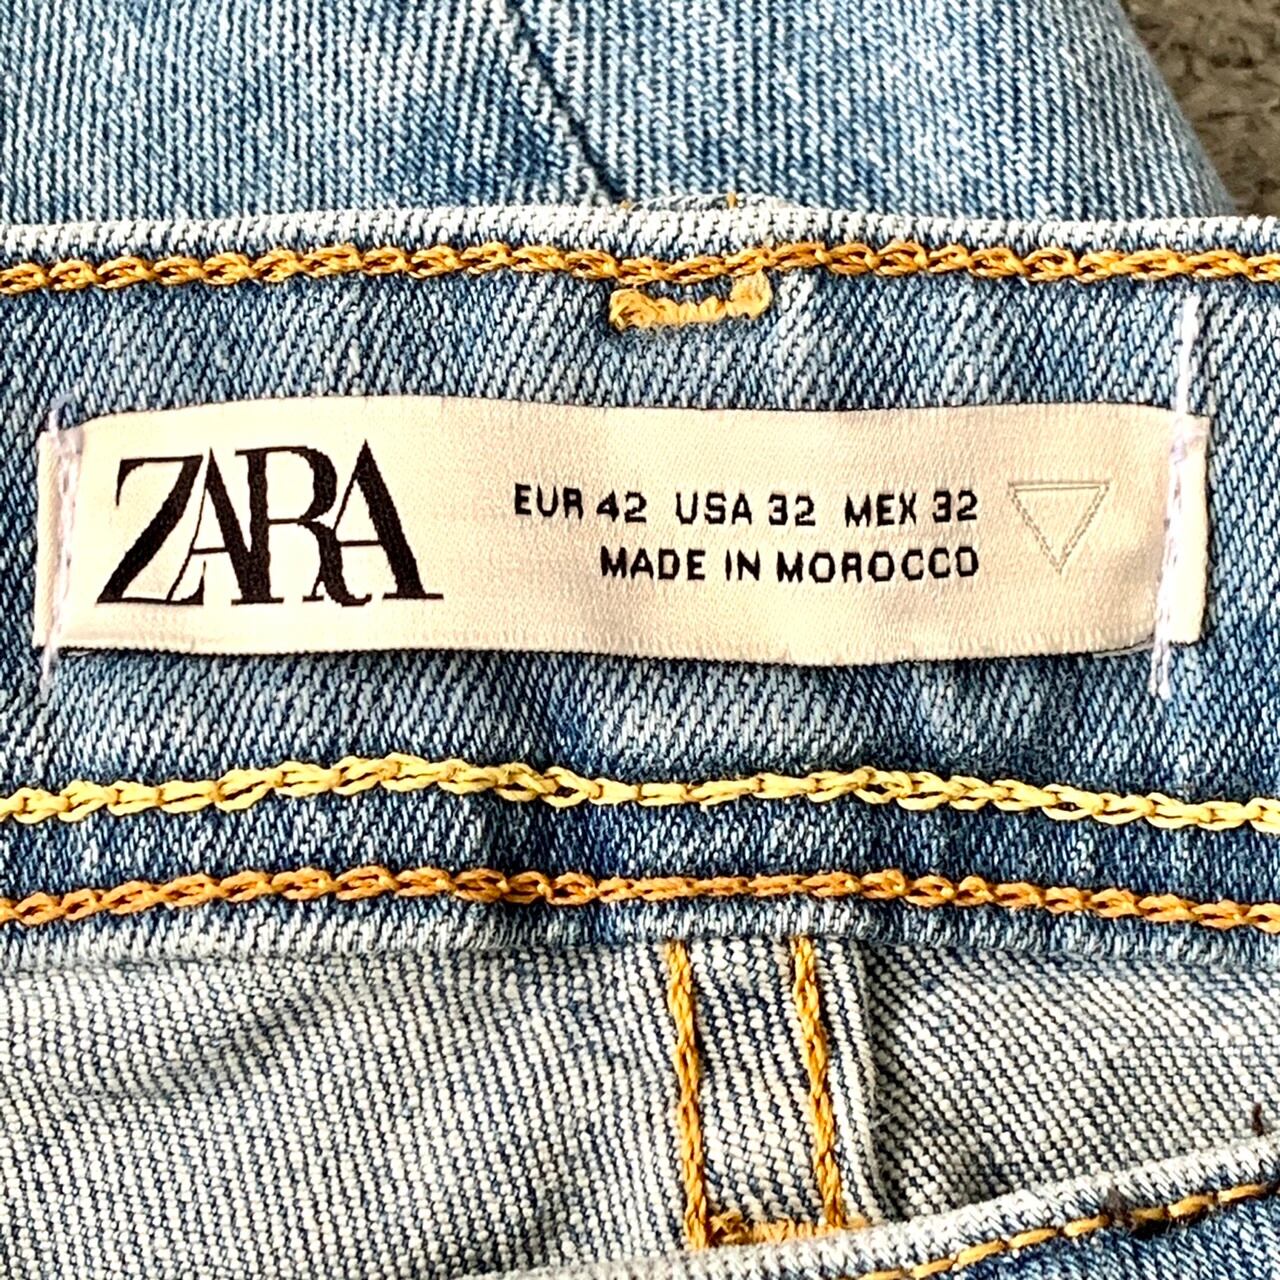 ZARA
EUR 42 USA 32 MEX 32
MADE IN MOROCCO